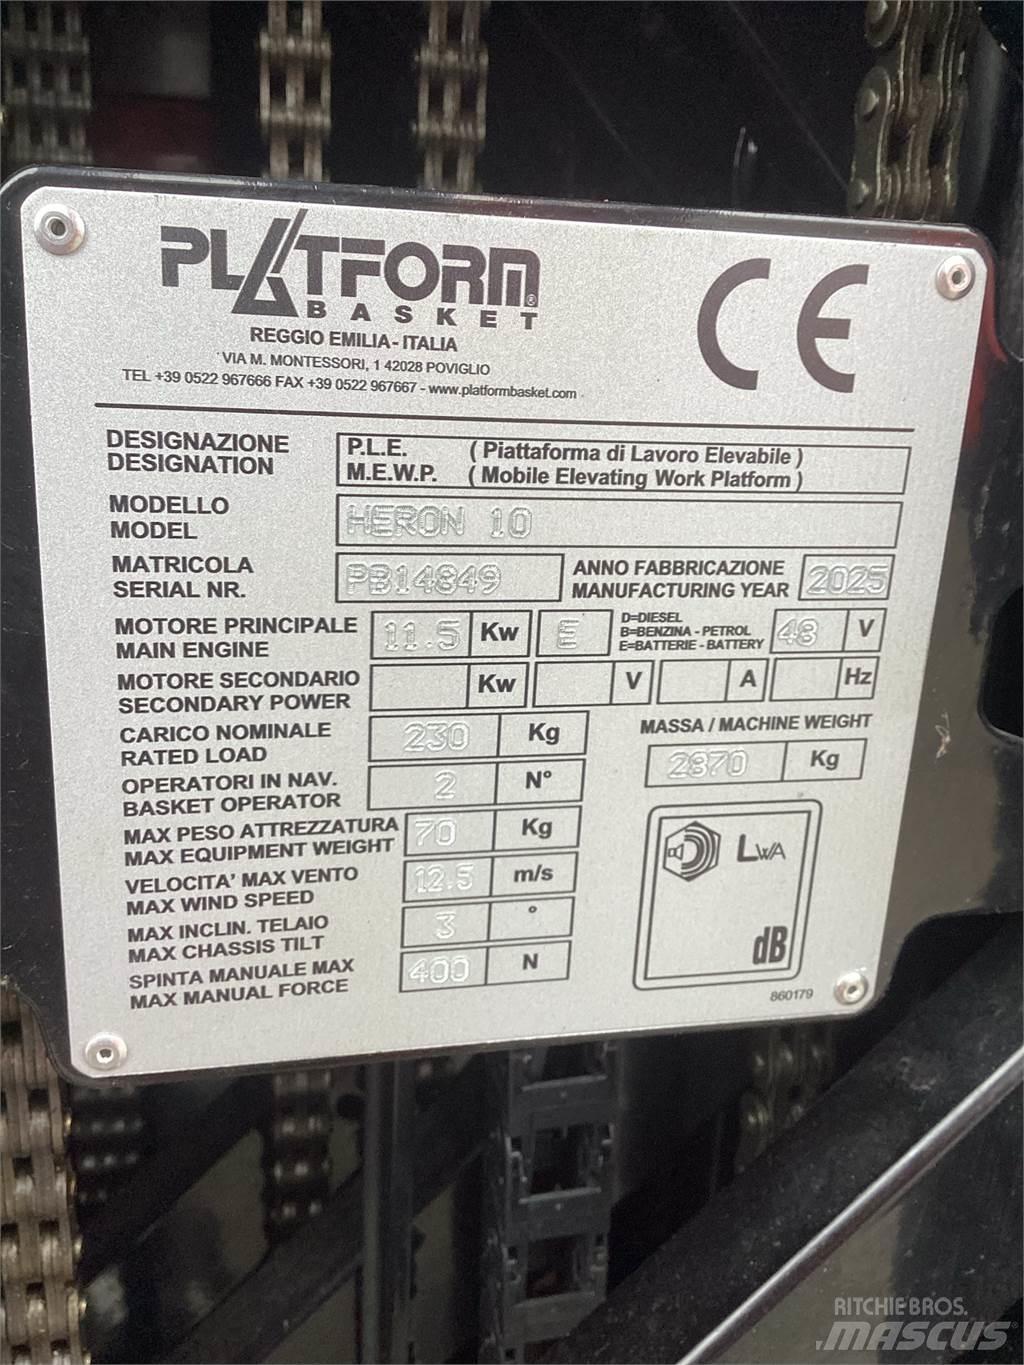 PLATFORM®
BASKET
REGGIO EMILIA - ITALIA
VIA M. MONTESSORI, 1 42028 POVIGLIO
TEL +39 0522 967666 FAX +39 0522 967667 - www.platformbasket.com
CE
DESIGNAZIONE P.L.E. ( Piattaforma di Lavoro Elevabile )
DESIGNATION M.E.W.P. ( Mobile Elevating Work Platform )
MODELLO
MODEL HERON 10
MATRICOLA ANNO FABBRICAZIONE
SERIAL NR. PB14849 MANUFACTURING YEAR 2025
MOTORE PRINCIPALE 11.5 Kw E D=DIESEL 48 V
MAIN ENGINE B=BENZINA - PETROL
E=BATTERIE - BATTERY
MOTORE SECONDARIO Kw V A Hz
SECONDARY POWER
CARICO NOMINALE 230 Kg MASSA / MACHINE WEIGHT
RATED LOAD 2870 Kg
OPERATORI IN NAV. 2 N°
BASKET OPERATOR
MAX PESO ATTREZZATURA 70 Kg
MAX EQUIPMENT WEIGHT LWA
VELOCITA' MAX VENTO 12.5 m/s
MAX WIND SPEED
MAX INCLIN. TELAIO 3 °
MAX CHASSIS TILT dB
SPINTA MANUALE MAX 400 N
MAX MANUAL FORCE
860179
RITCHIE BROS.
MASCUS